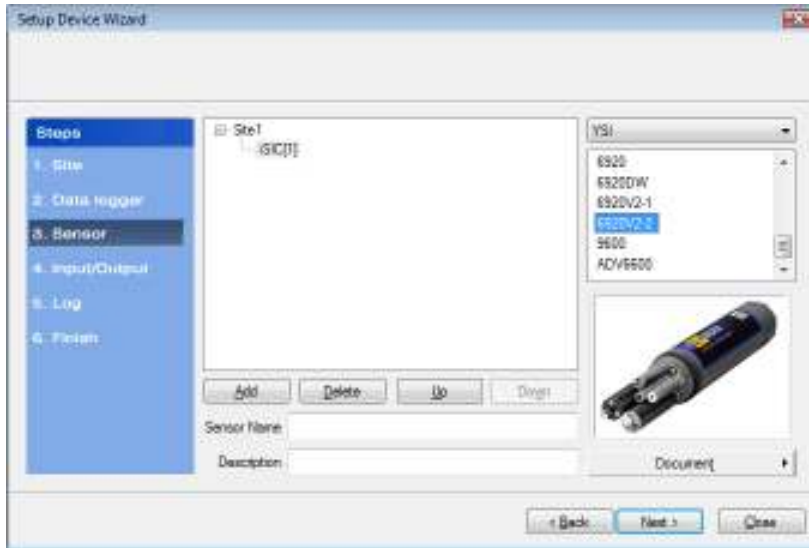 Setup Device Wizard
Steps
1. Site
2. Data logger
3. Sensor
4. Input/Output
5. Log
6. Finish
Site1
iSIC[1]
Add
Delete
Up
Down
Sensor Name
Description
YSI
6920
6920DW
6920V2-1
6920V2-2
9600
ADV6600
Document
< Back
Next >
Close